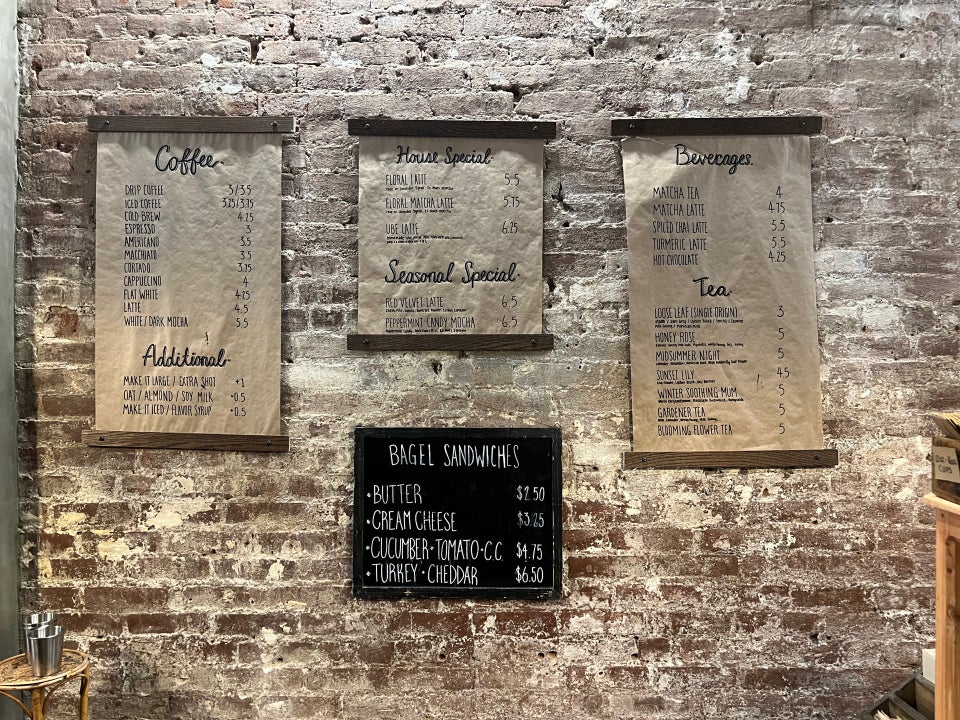 Coffee
DRIP COFFEE 3/3.5
ICED COFFEE 3.25/3.75
COLD BREW 4.25
ESPRESSO 3
AMERICANO 3.5
MACCHIATO 3.5
CORTADO 3.75
CAPPUCCINO 4
FLAT WHITE 4.25
LATTE 4.5
WHITE/DARK MOCHA 5.5
Additional
MAKE IT LARGE / EXTRA SHOT +1
OAT / ALMOND / SOY MILK +0.5
MAKE IT ICED / FLAVOR SYRUP +0.5
House Special
FLORAL LATTE 5.5
FLORAL MATCHA LATTE 5.75
UBE LATTE 6.25
Seasonal Special
RED VELVET LATTE 6.5
PEPPERMINT CANDY MOCHA 6.5
Beverages
MATCHA TEA 4
MATCHA LATTE 4.75
SPICED CHAI LATTE 5.5
TURMERIC LATTE 5.5
HOT CHOCOLATE 4.25
Tea
LOOSE LEAF (SINGLE ORIGIN) 3
HONEY ROSE 5
MIDSUMMER NIGHT 5
SUNSET LILY 4.5
WINTER SOOTHING MUM 5
GARDENER TEA 5
BLOOMING FLOWER TEA 5
BAGEL SANDWICHES
• BUTTER $2.50
• CREAM CHEESE $3.25
• CUCUMBER • TOMATO • C.C. $4.75
• TURKEY • CHEDDAR $6.50
CUPS